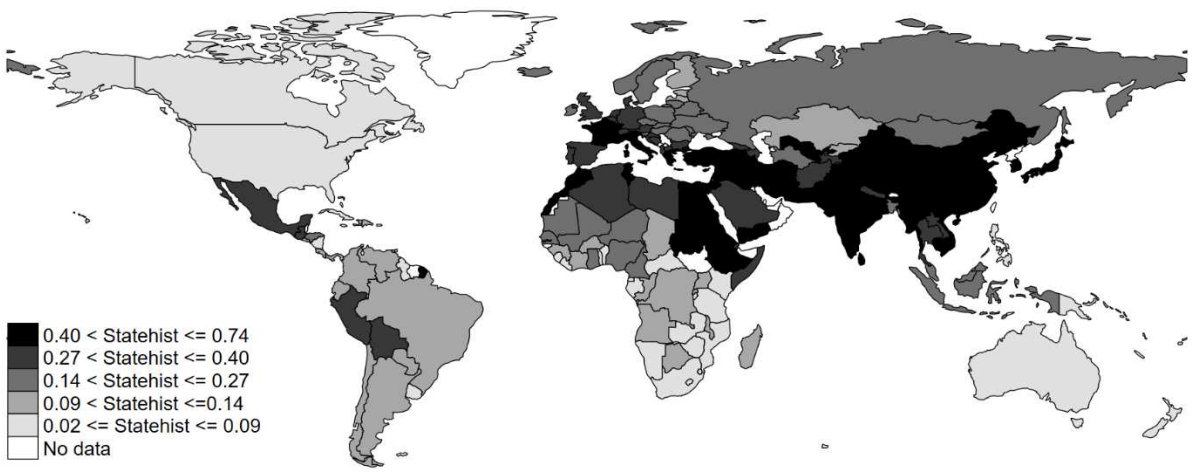 0.40 < Statehist <= 0.74
0.27 < Statehist <= 0.40
0.14 < Statehist <= 0.27
0.09 < Statehist <=0.14
0.02 <= Statehist <= 0.09
No data